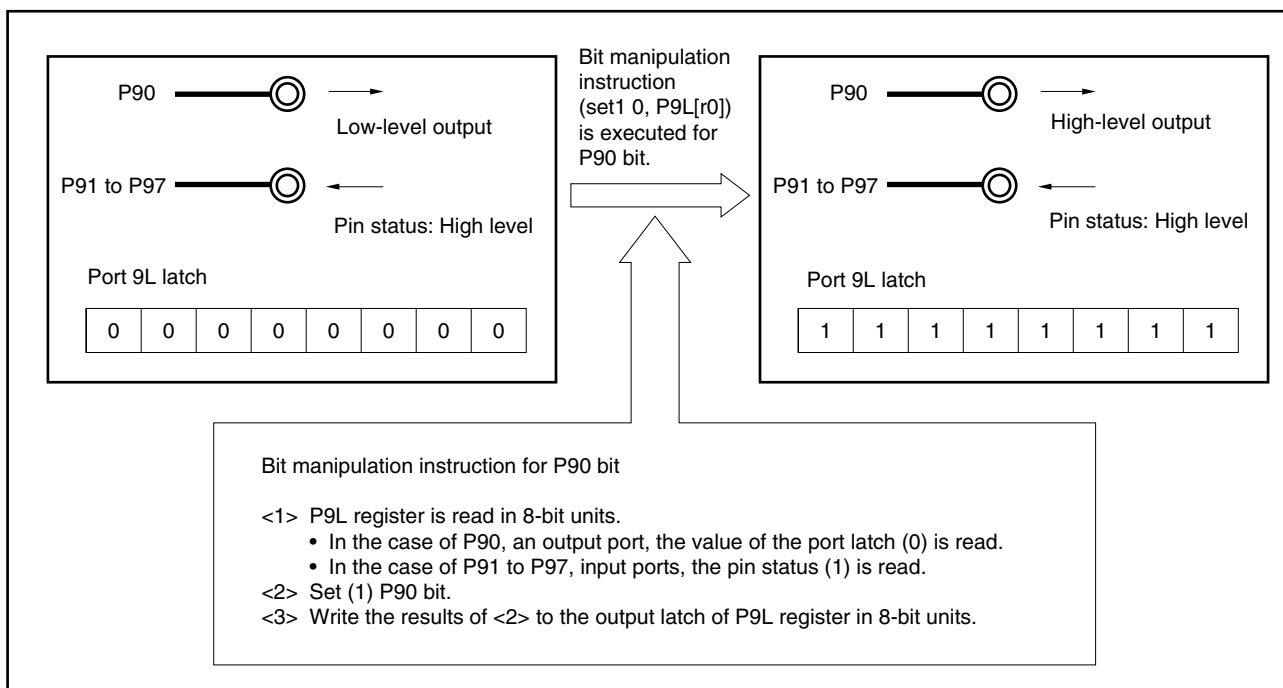 P90
Low-level output
P91 to P97
Pin status: High level
Port 9L latch
0 0 0 0 0 0 0 0
Bit manipulation
instruction
(set1 0, P9L[r0])
is executed for
P90 bit.
P90
High-level output
P91 to P97
Pin status: High level
Port 9L latch
1 1 1 1 1 1 1 1
Bit manipulation instruction for P90 bit
<1> P9L register is read in 8-bit units.
• In the case of P90, an output port, the value of the port latch (0) is read.
• In the case of P91 to P97, input ports, the pin status (1) is read.
<2> Set (1) P90 bit.
<3> Write the results of <2> to the output latch of P9L register in 8-bit units.